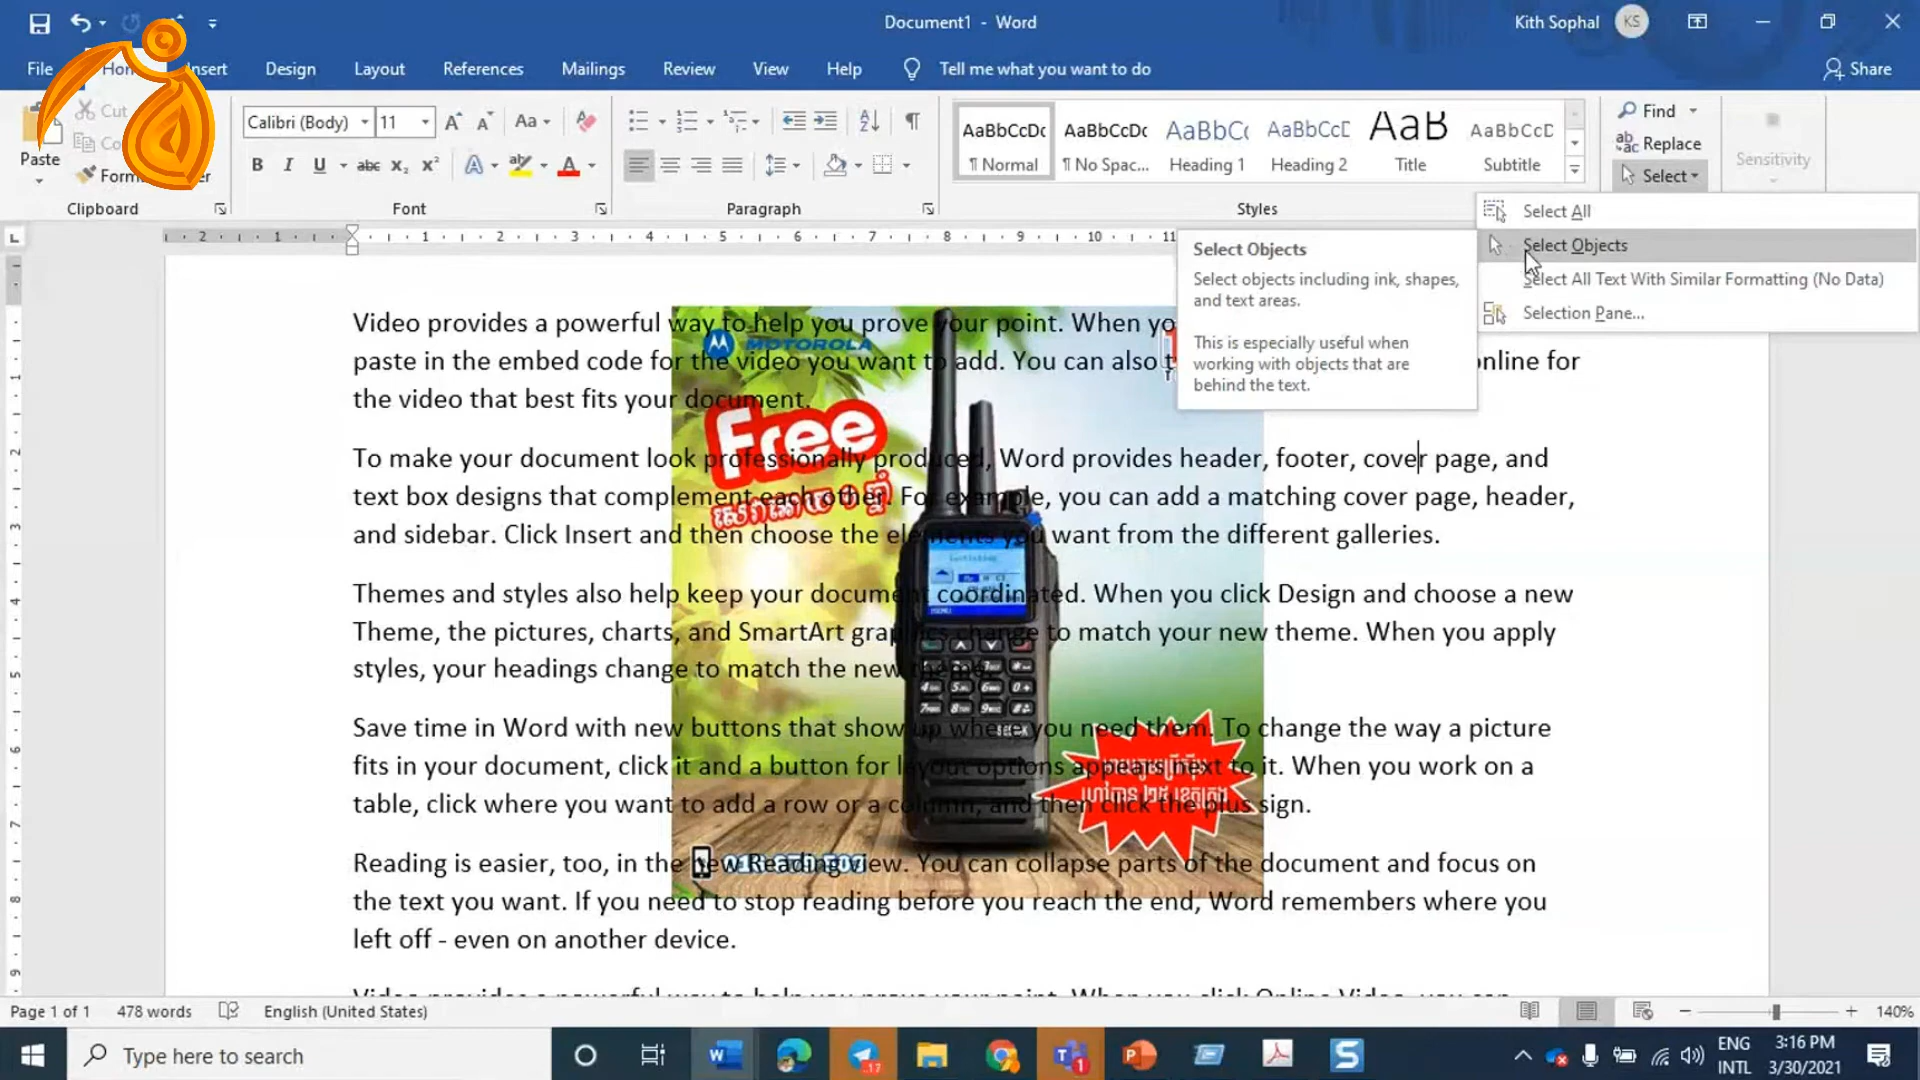 Document1 - Word
Kith Sophal
KS
File
Insert
Design
Layout
References
Mailings
Review
View
Help
Tell me what you want to do
Share
Paste
Cut
Clipboard
Calibri (Body)
11
Font
Paragraph
AaBbCcDc
¶ Normal
AaBbCcDc
¶ No Spac...
AaBbC
Heading 1
AaBbCcE
Heading 2
AaB
Title
AaBbCcD
Subtitle
Styles
Find
Replace
Select
Sensitivity
Select All
Select Objects
Select All Text With Similar Formatting (No Data)
Selection Pane...
Select Objects
Select objects including ink, shapes,
and text areas.
This is especially useful when
working with objects that are
behind the text.
Video provides a powerful way to help you prove your point. When yo
paste in the embed code for the video you want to add. You can also t
online for
the video that best fits your document.
To make your document look professionally produced, Word provides header, footer, cover page, and
text box designs that complement each other. For example, you can add a matching cover page, header,
and sidebar. Click Insert and then choose the elements you want from the different galleries.
Themes and styles also help keep your document coordinated. When you click Design and choose a new
Theme, the pictures, charts, and SmartArt graphics change to match your new theme. When you apply
styles, your headings change to match the new theme.
Save time in Word with new buttons that show up where you need them. To change the way a picture
fits in your document, click it and a button for layout options appears next to it. When you work on a
table, click where you want to add a row or a column, and then click the plus sign.
Reading is easier, too, in the new Reading view. You can collapse parts of the document and focus on
the text you want. If you need to stop reading before you reach the end, Word remembers where you
left off - even on another device.
MOTOROLA
Free
Page 1 of 1
478 words
English (United States)
140%
Type here to search
ENG
INTL
3:16 PM
3/30/2021